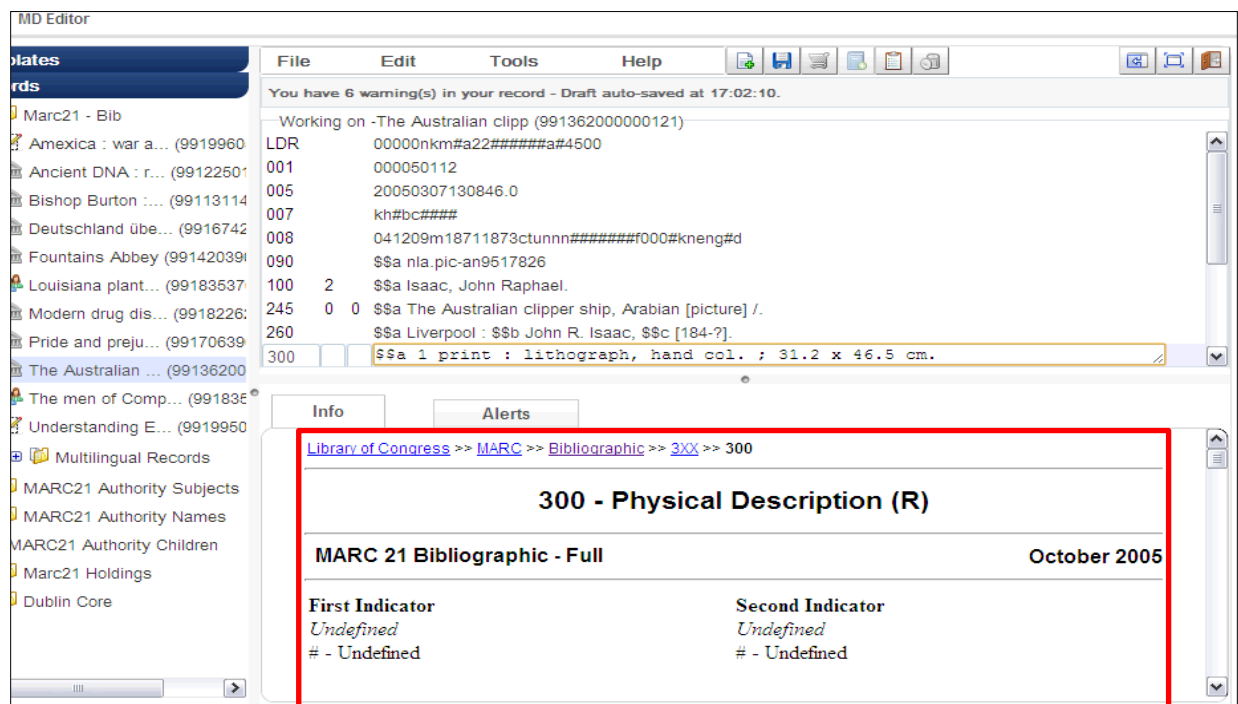 MD Editor
plates
rds
Marc21 - Bib
Amexica : war a... (9919960
Ancient DNA : r... (99122501
Bishop Burton :... (99113114
Deutschland übe... (9916742
Fountains Abbey (991420390
Louisiana plant... (991835370
Modern drug dis... (99182262
Pride and preju... (991706390
The Australian ... (99136200
The men of Comp... (991835
Understanding E... (9919950
Multilingual Records
MARC21 Authority Subjects
MARC21 Authority Names
MARC21 Authority Children
Marc21 Holdings
Dublin Core
File Edit Tools Help
You have 6 warning(s) in your record - Draft auto-saved at 17:02:10.
Working on -The Australian clipp (991362000000121)
LDR 00000nkm#a22######a#4500
001 000050112
005 20050307130846.0
007 kh#bc####
008 041209m18711873ctunnn#######f000#kneng#d
090 $$a nla.pic-an9517826
100 2 $$a Isaac, John Raphael.
245 0 0 $$a The Australian clipper ship, Arabian [picture] /.
260 $$a Liverpool : $$b John R. Isaac, $$c [184-?].
300 $$a 1 print : lithograph, hand col. ; 31.2 x 46.5 cm.
Info Alerts
Library of Congress >> MARC >> Bibliographic >> 3XX >> 300
300 - Physical Description (R)
MARC 21 Bibliographic - Full October 2005
First Indicator Second Indicator
Undefined Undefined
# - Undefined # - Undefined